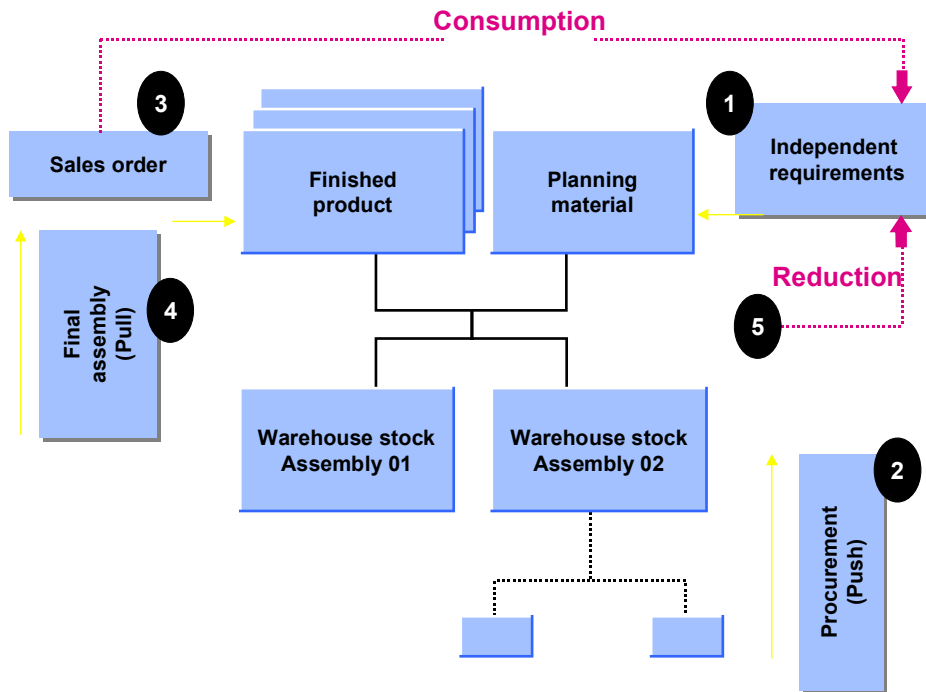 Consumption
3
1
Sales order
Finished
product
Planning
material
Independent
requirements
Final
assembly
(Pull)
4
Reduction
5
Warehouse stock
Assembly 01
Warehouse stock
Assembly 02
2
Procurement
(Push)